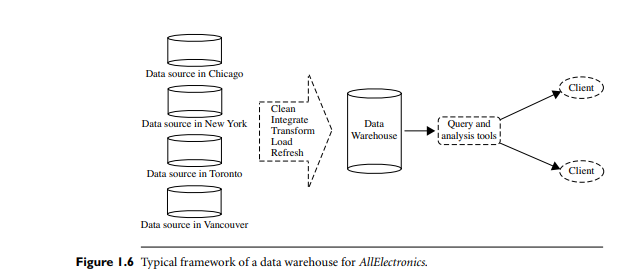 Data source in Chicago
Data source in New York
Data source in Toronto
Data source in Vancouver
Clean
Integrate
Transform
Load
Refresh
Data
Warehouse
Query and
analysis tools
Client
Client
Figure 1.6 Typical framework of a data warehouse for AllElectronics.